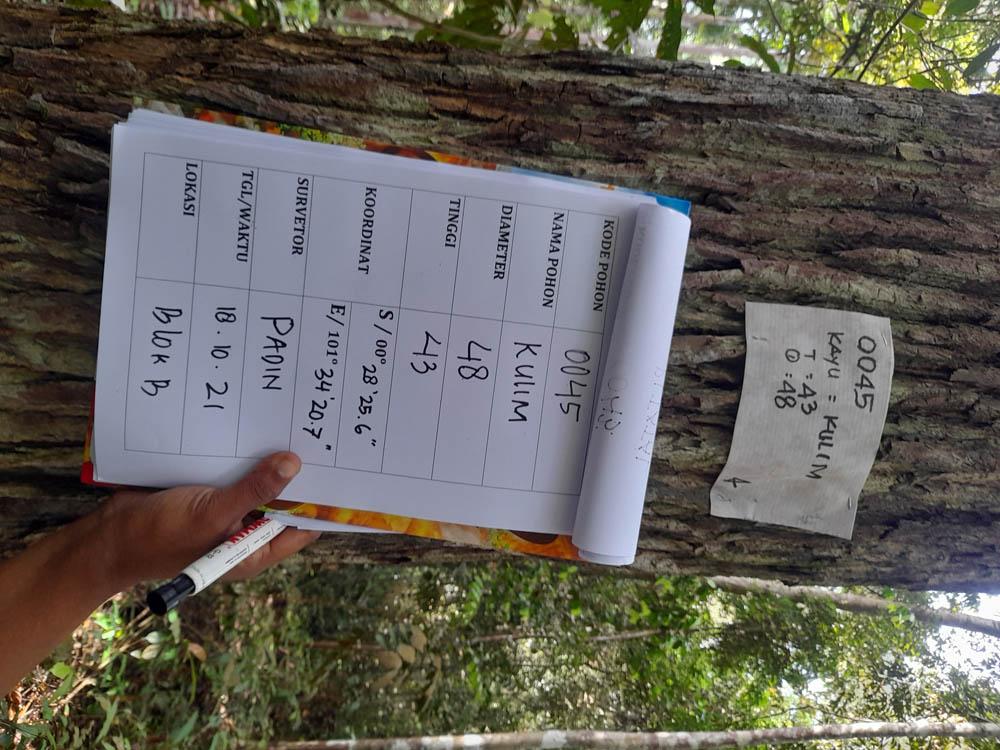 0045
KAYU = KULIM
T = 43
Ꝋ : 48
4
KODE POHON 0045
NAMA POHON KULIM
DIAMETER 48
TINGGI 43
KOORDINAT S / 00° 28'25.6"
E/ 101° 34'20.7"
SURVETOR PADIN
TGL/WAKTU 18.10.21
LOKASI Blok B